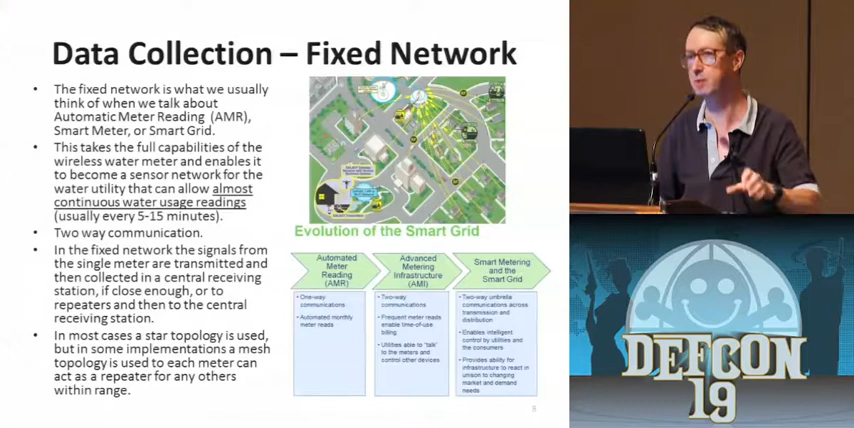 Data Collection – Fixed Network
• The fixed network is what we usually
think of when we talk about
Automatic Meter Reading (AMR),
Smart Meter, or Smart Grid.
• This takes the full capabilities of the
wireless water meter and enables it
to become a sensor network for the
water utility that can allow almost
continuous water usage readings
(usually every 5-15 minutes).
• Two way communication.
• In the fixed network the signals from
the single meter are transmitted and
then collected in a central receiving
station, if close enough, or to
repeaters and then to the central
receiving station.
• In most cases a star topology is used,
but in some implementations a mesh
topology is used to each meter can
act as a repeater for any others
within range.
Evolution of the Smart Grid
Automated
Meter
Reading
(AMR)
• One-way
communications
• Automated monthly
meter reads
Advanced
Metering
Infrastructure
(AMI)
• Two-way
communications
• Frequent meter reads
enable time-of-use
billing
• Utilities able to "talk"
to the meters and
control other devices
Smart Metering
and the
Smart Grid
• Two-way umbrella
communications across
transmission and
distribution
• Enables intelligent
control by utilities and
the consumers
• Provides ability for
infrastructure to react in
unison to changing
market and demand
needs
9
DEFCON
19